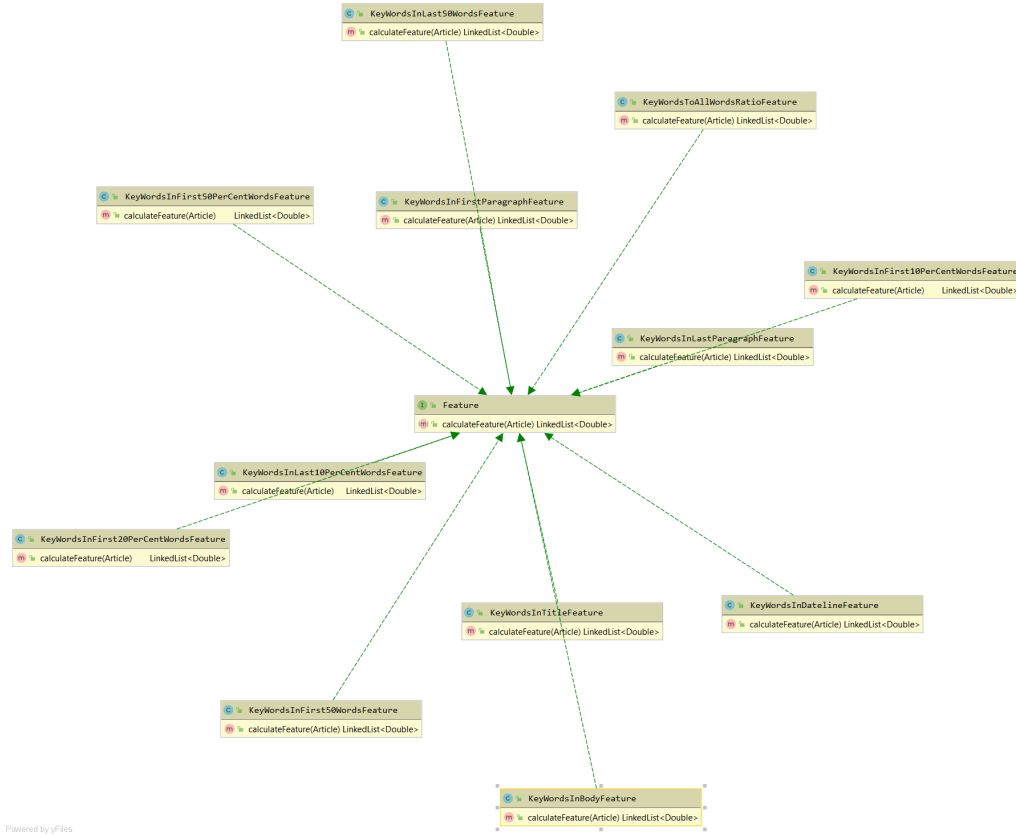 KeyWordsInLast50WordsFeature
calculateFeature(Article) LinkedList<Double>
KeyWordsToAllWordsRatioFeature
calculateFeature(Article) LinkedList<Double>
KeyWordsInFirst50PerCentWordsFeature
calculateFeature(Article) LinkedList<Double>
KeyWordsInFirstParagraphFeature
calculateFeature(Article) LinkedList<Double>
KeyWordsInFirst10PerCentWordsFeature
calculateFeature(Article) LinkedList<Double>
KeyWordsInLastParagraphFeature
calculateFeature(Article) LinkedList<Double>
Feature
calculateFeature(Article) LinkedList<Double>
KeyWordsInLast10PerCentWordsFeature
calculateFeature(Article) LinkedList<Double>
KeyWordsInFirst20PerCentWordsFeature
calculateFeature(Article) LinkedList<Double>
KeyWordsInTitleFeature
calculateFeature(Article) LinkedList<Double>
KeyWordsInDatelineFeature
calculateFeature(Article) LinkedList<Double>
KeyWordsInFirst50WordsFeature
calculateFeature(Article) LinkedList<Double>
KeyWordsInBodyFeature
calculateFeature(Article) LinkedList<Double>
Powered by yFiles